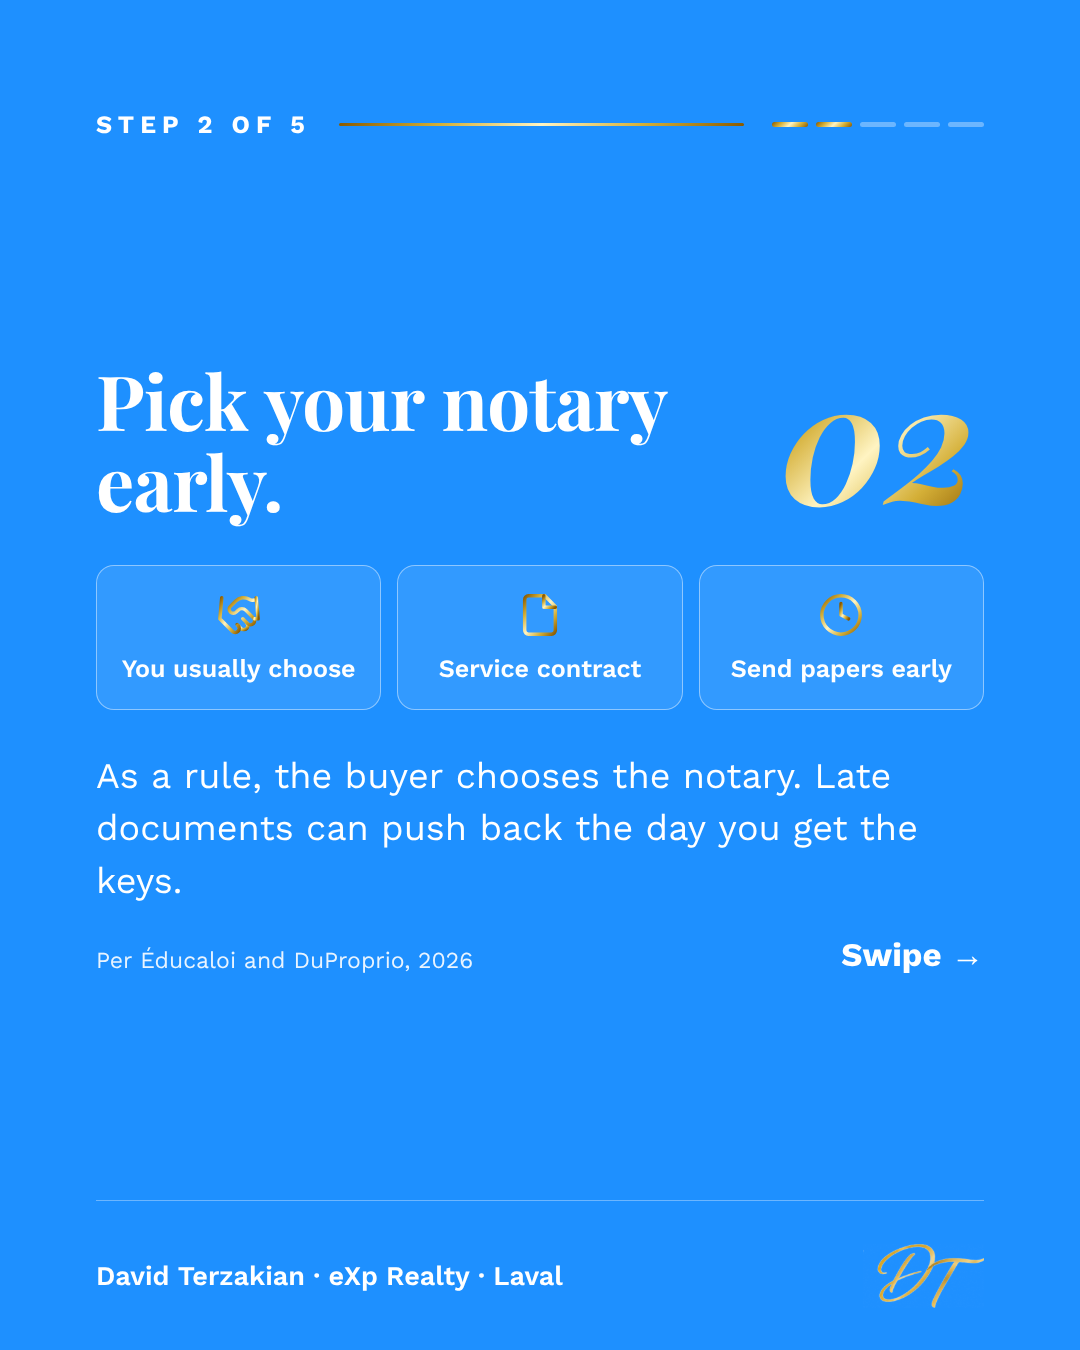 STEP 2 OF 5
Pick your notary
early.
02
You usually choose
Service contract
Send papers early
As a rule, the buyer chooses the notary. Late
documents can push back the day you get the
keys.
Per Éducaloi and DuProprio, 2026
Swipe →
David Terzakian · eXp Realty · Laval
DT